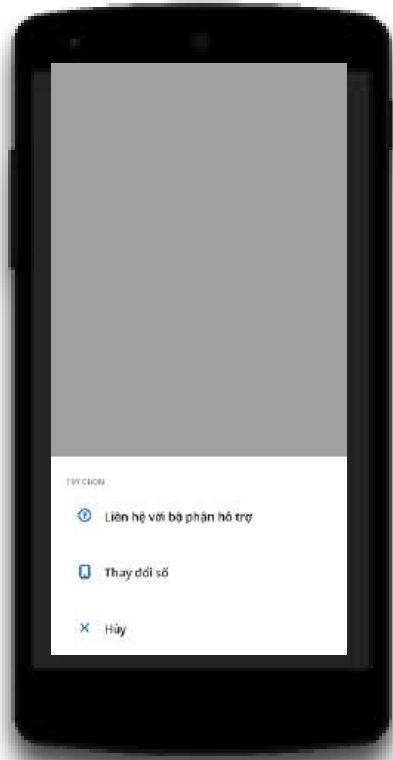 TÙY CHỌN
Liên hệ với bộ phận hỗ trợ
Thay đổi số
Hủy